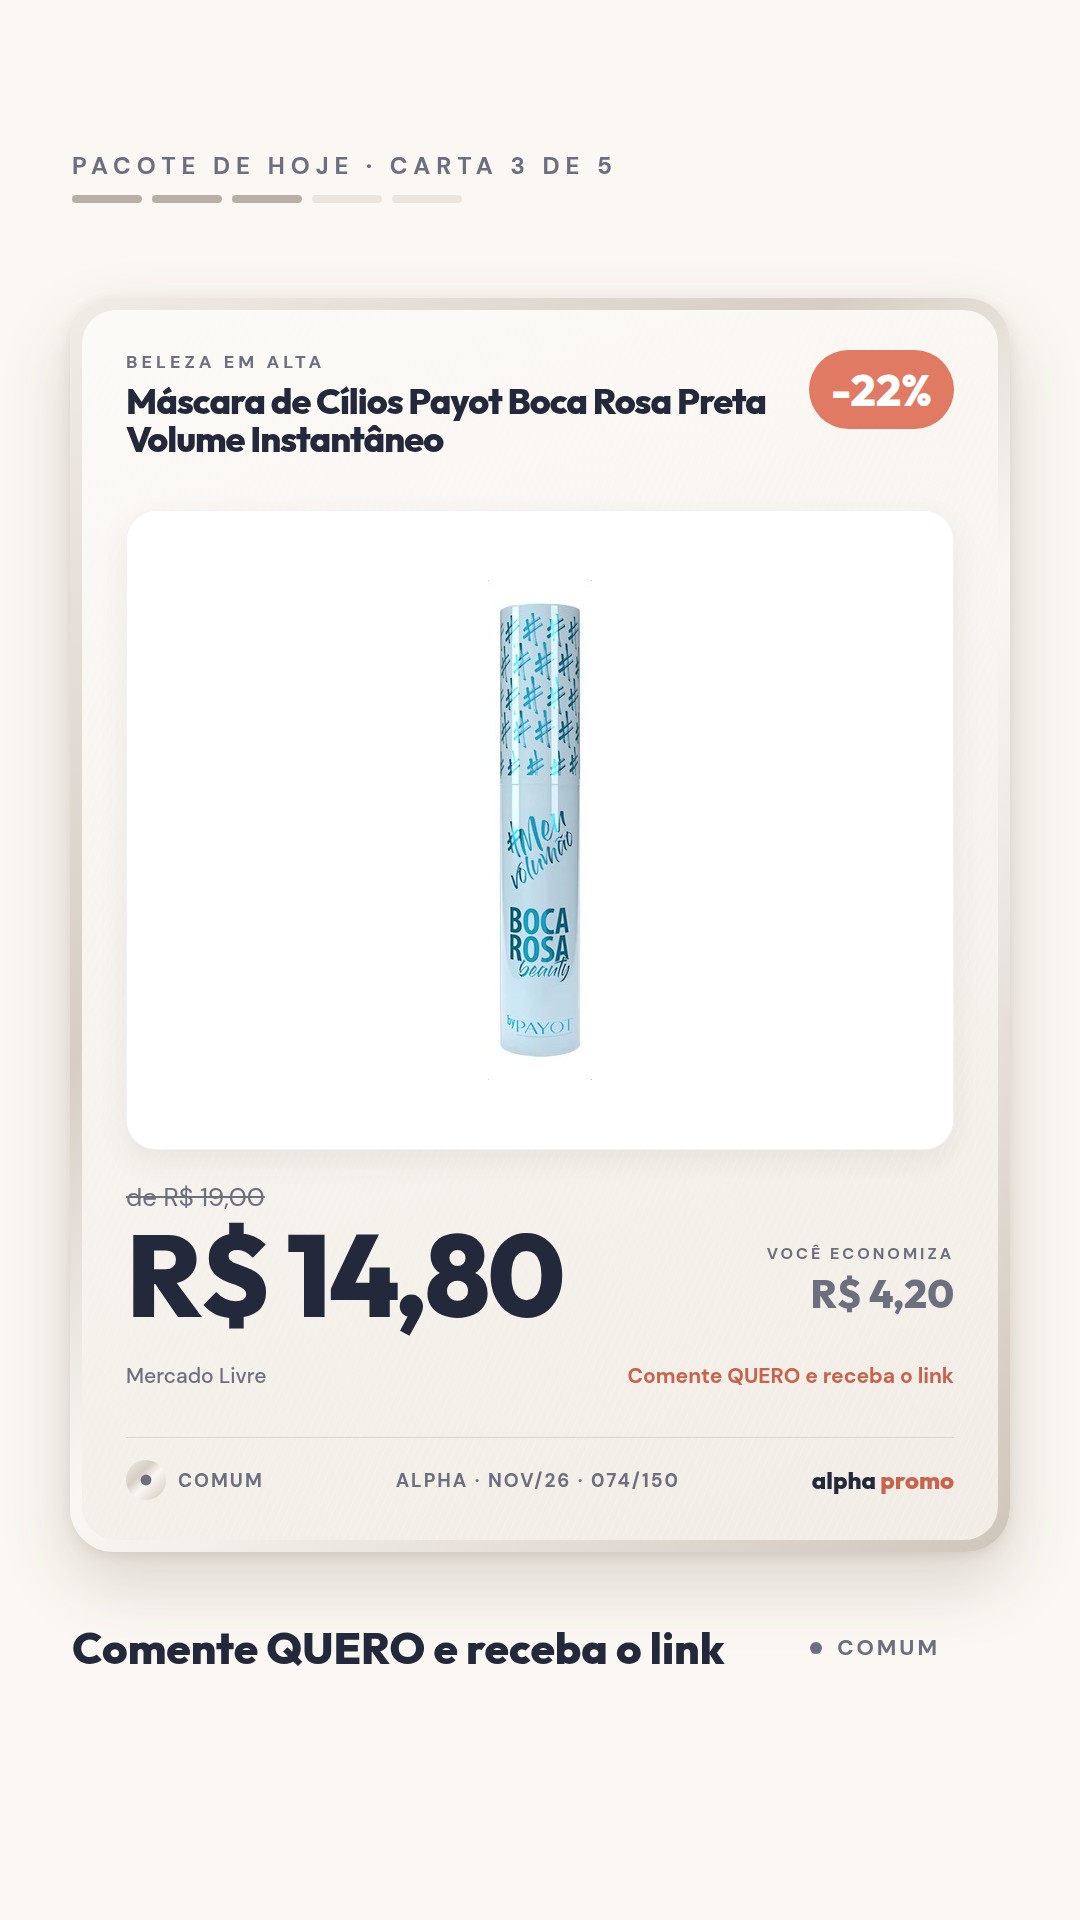 PACOTE DE HOJE · CARTA 3 DE 5
BELEZA EM ALTA
Máscara de Cílios Payot Boca Rosa Preta
Volume Instantâneo
-22%
#Meu
volumão
BOCA
ROSA
beauty
by PAYOT
de R$ 19,00
R$ 14,80
VOCÊ ECONOMIZA
R$ 4,20
Mercado Livre
Comente QUERO e receba o link
COMUM
ALPHA · NOV/26 · 074/150
alpha promo
Comente QUERO e receba o link
COMUM